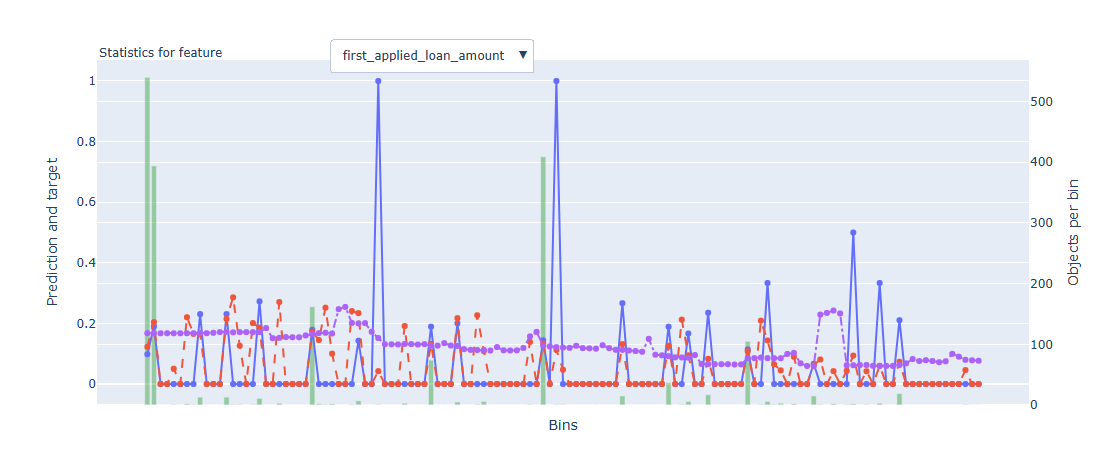 Statistics for feature
first_applied_loan_amount ▼
Prediction and target
1
0.8
0.6
0.4
0.2
0
500
400
300
200
100
0
Objects per bin
Bins